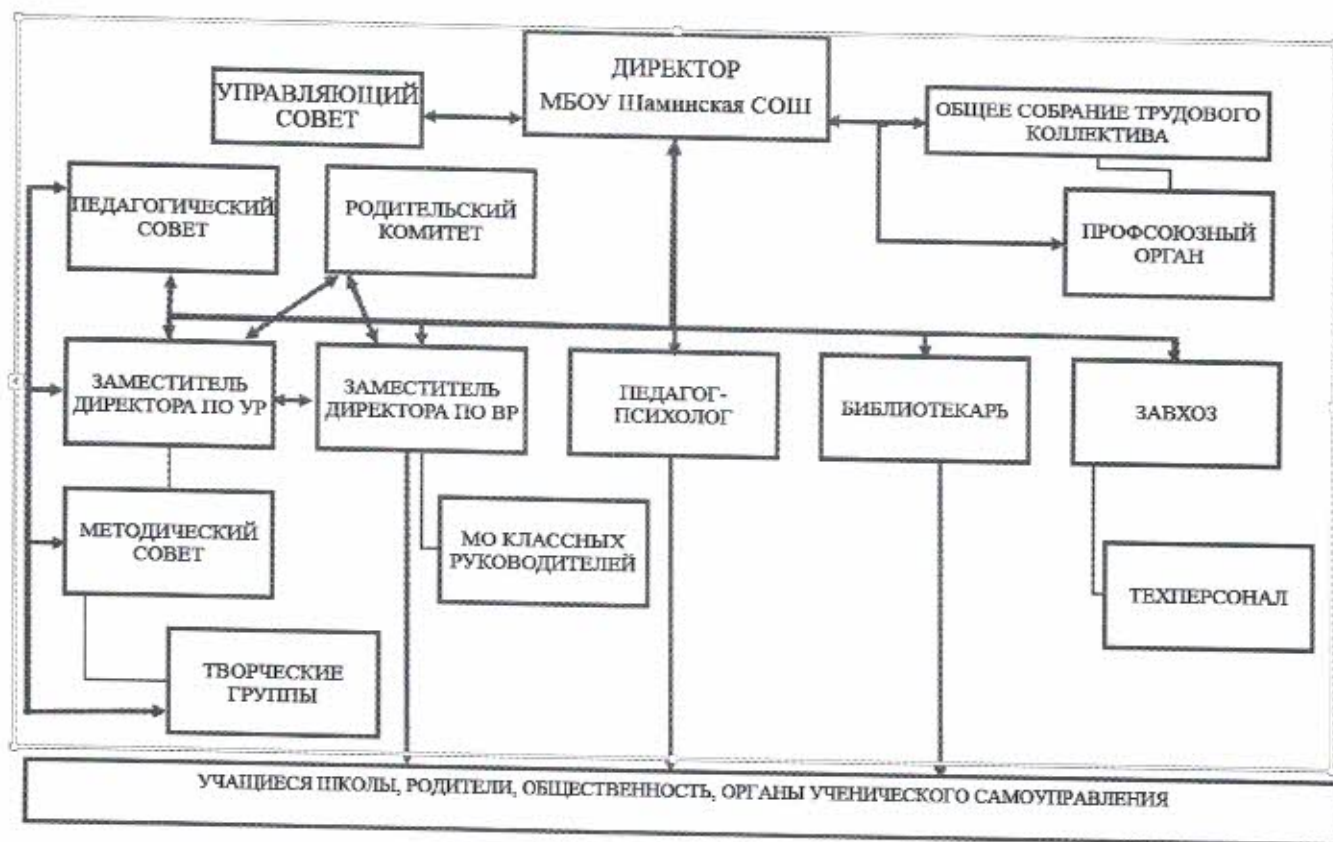 ДИРЕКТОР
МБОУ Шаминская СОШ
УПРАВЛЯЮЩИЙ
СОВЕТ
ОБЩЕЕ СОБРАНИЕ ТРУДОВОГО
КОЛЛЕКТИВА
ПЕДАГОГИЧЕСКИЙ
СОВЕТ
РОДИТЕЛЬСКИЙ
КОМИТЕТ
ПРОФСОЮЗНЫЙ
ОРГАН
ЗАМЕСТИТЕЛЬ
ДИРЕКТОРА ПО УР
ЗАМЕСТИТЕЛЬ
ДИРЕКТОРА ПО ВР
ПЕДАГОГ-
ПСИХОЛОГ
БИБЛИОТЕКАРЬ
ЗАВХОЗ
МЕТОДИЧЕСКИЙ
СОВЕТ
МО КЛАССНЫХ
РУКОВОДИТЕЛЕЙ
ТЕХПЕРСОНАЛ
ТВОРЧЕСКИЕ
ГРУППЫ
УЧАЩИЕСЯ ШКОЛЫ, РОДИТЕЛИ, ОБЩЕСТВЕННОСТЬ, ОРГАНЫ УЧЕНИЧЕСКОГО САМОУПРАВЛЕНИЯ